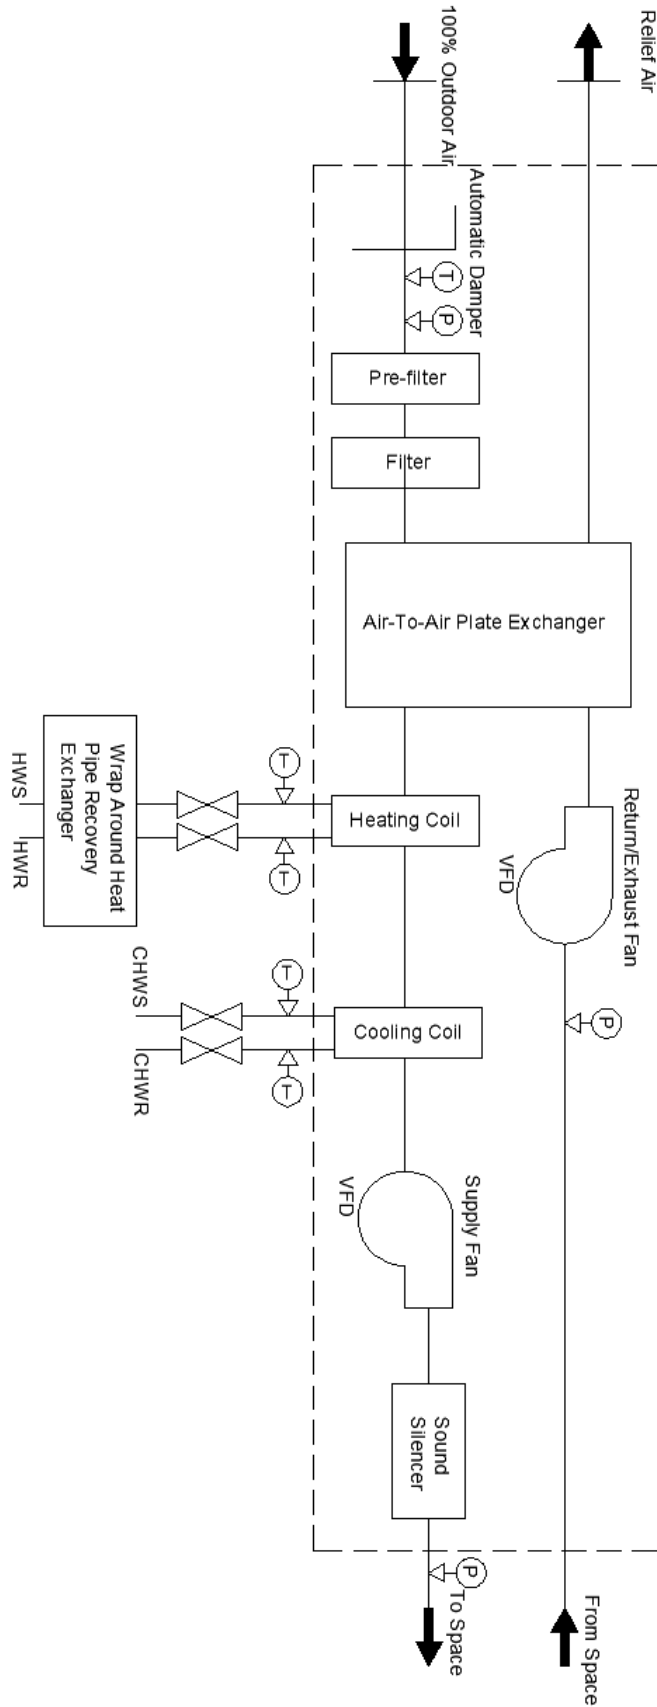 Relief Air
100% Outdoor Air
Automatic Damper
T
P
Pre-filter
Filter
Air-To-Air Plate Exchanger
Return/Exhaust Fan
VFD
P
Heating Coil
T
T
Wrap Around Heat
Pipe Recovery
Exchanger
HWS
HWR
Cooling Coil
T
T
CHWS
CHWR
Supply Fan
VFD
Sound
Silencer
P
To Space
From Space